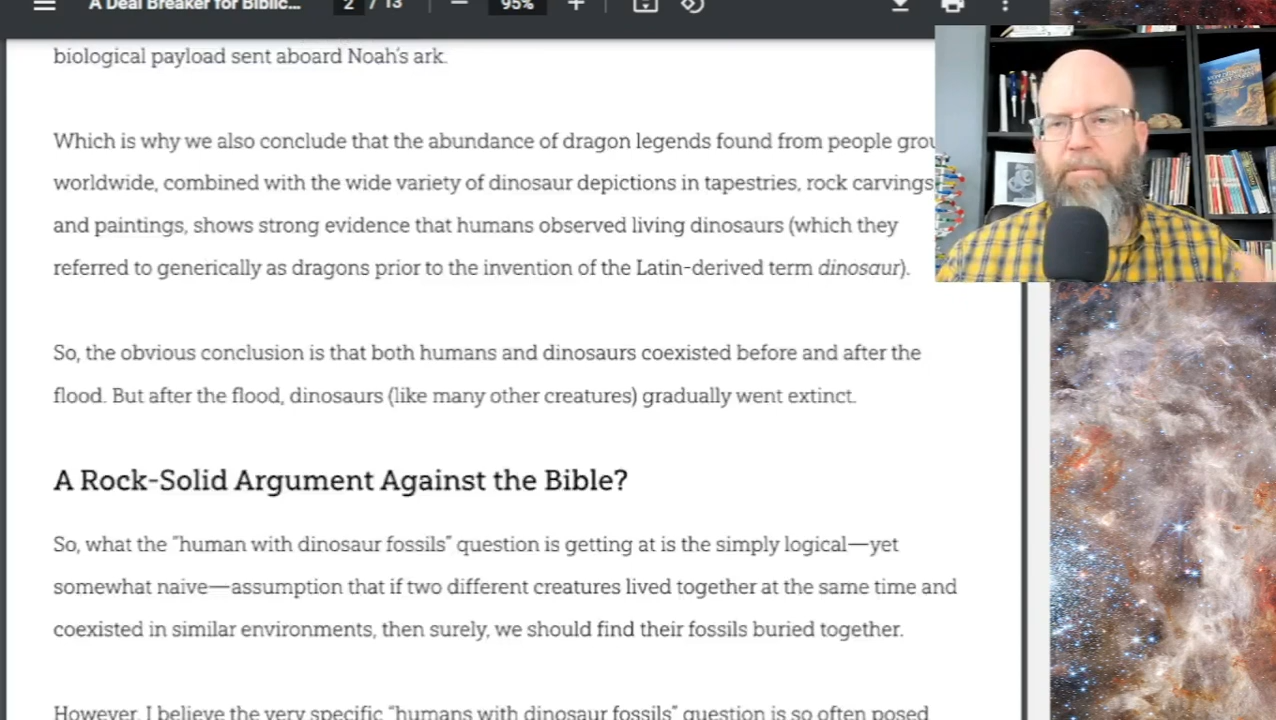 A Deal Breaker for Biblic...
2 / 13
95%
biological payload sent aboard Noah's ark.
Which is why we also conclude that the abundance of dragon legends found from people grou
worldwide, combined with the wide variety of dinosaur depictions in tapestries, rock carvings
and paintings, shows strong evidence that humans observed living dinosaurs (which they
referred to generically as dragons prior to the invention of the Latin-derived term dinosaur).
So, the obvious conclusion is that both humans and dinosaurs coexisted before and after the
flood. But after the flood, dinosaurs (like many other creatures) gradually went extinct.
A Rock-Solid Argument Against the Bible?
So, what the "human with dinosaur fossils" question is getting at is the simply logical—yet
somewhat naive—assumption that if two different creatures lived together at the same time and
coexisted in similar environments, then surely, we should find their fossils buried together.
However, I believe the very specific "humans with dinosaur fossils" question is so often posed